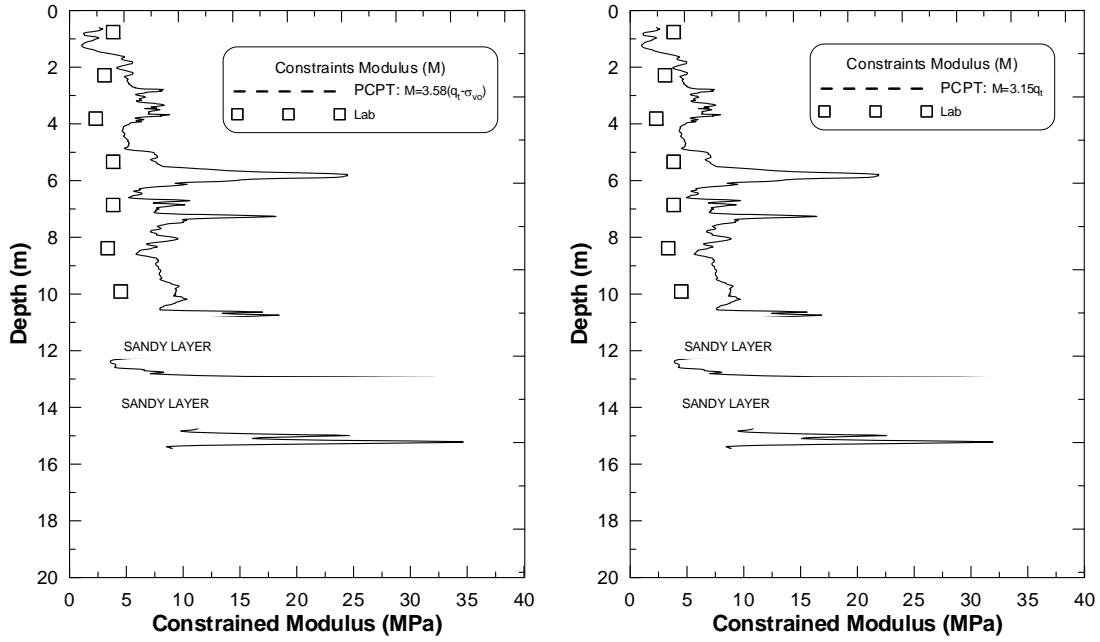 0
2
4
6
8
10
12
14
16
18
20
Depth (m)
0 5 10 15 20 25 30 35 40
Constrained Modulus (MPa)
Constraints Modulus (M)
PCPT: M=3.58(qt-σvo)
Lab
SANDY LAYER
SANDY LAYER
0
2
4
6
8
10
12
14
16
18
20
Depth (m)
0 5 10 15 20 25 30 35 40
Constrained Modulus (MPa)
Constraints Modulus (M)
PCPT: M=3.15qt
Lab
SANDY LAYER
SANDY LAYER